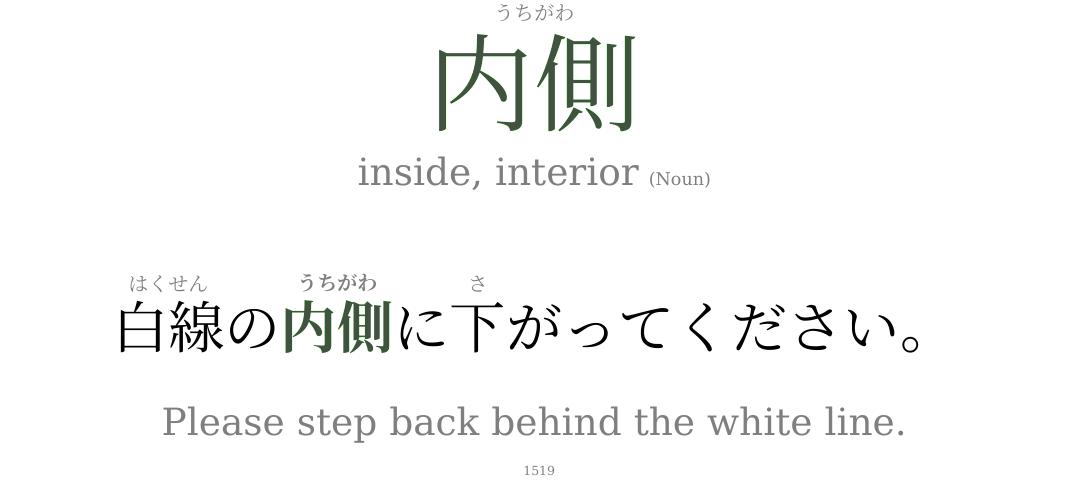 うちがわ
内側
inside, interior (Noun)
はくせん うちがわ さ
白線の内側に下がってください。
Please step back behind the white line.
1519